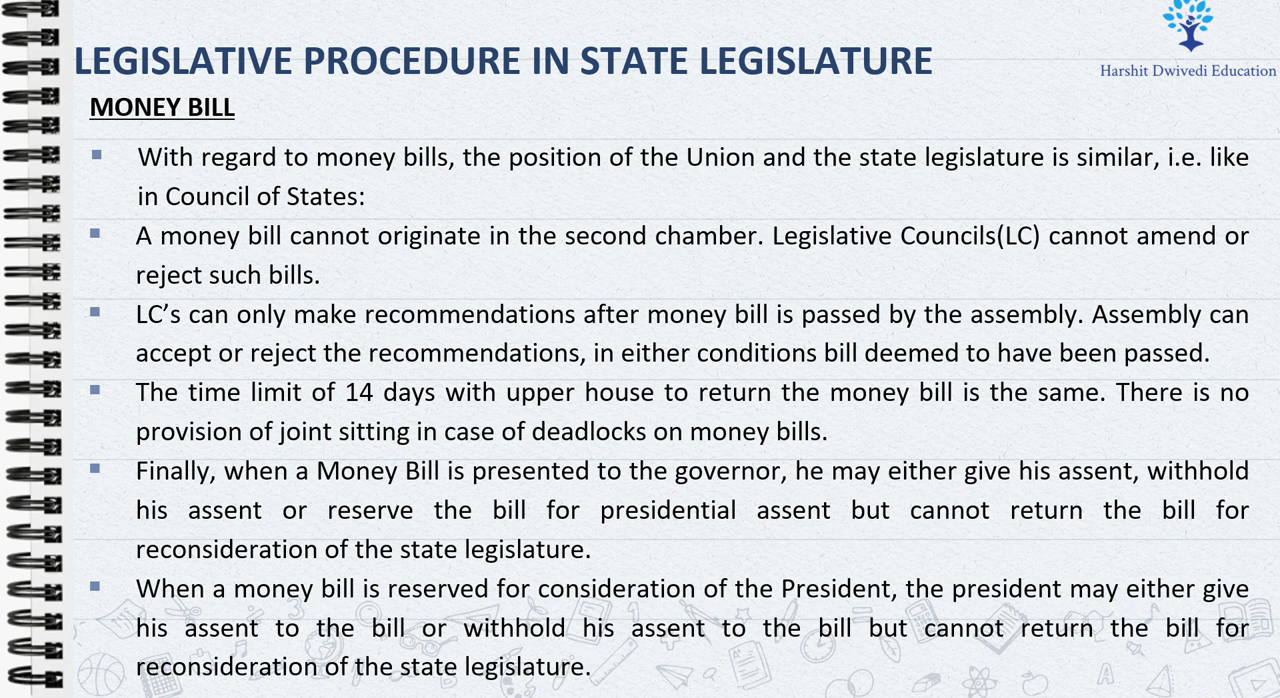 LEGISLATIVE PROCEDURE IN STATE LEGISLATURE
Harshit Dwivedi Education
MONEY BILL
▪ With regard to money bills, the position of the Union and the state legislature is similar, i.e. like
in Council of States:
▪ A money bill cannot originate in the second chamber. Legislative Councils(LC) cannot amend or
reject such bills.
▪ LC’s can only make recommendations after money bill is passed by the assembly. Assembly can
accept or reject the recommendations, in either conditions bill deemed to have been passed.
▪ The time limit of 14 days with upper house to return the money bill is the same. There is no
provision of joint sitting in case of deadlocks on money bills.
▪ Finally, when a Money Bill is presented to the governor, he may either give his assent, withhold
his assent or reserve the bill for presidential assent but cannot return the bill for
reconsideration of the state legislature.
▪ When a money bill is reserved for consideration of the President, the president may either give
his assent to the bill or withhold his assent to the bill but cannot return the bill for
reconsideration of the state legislature.